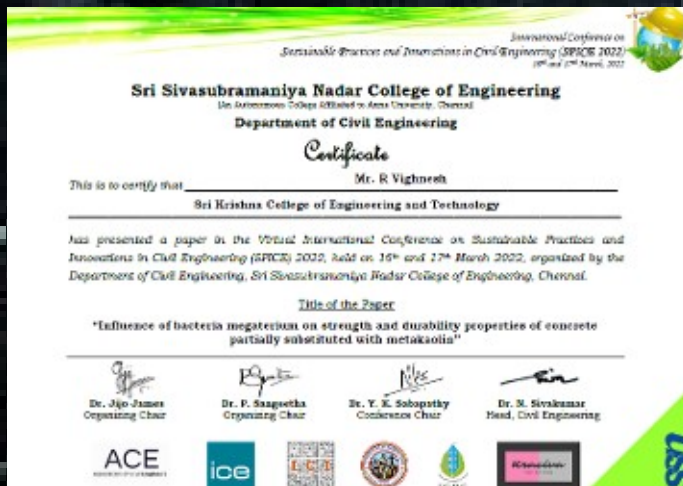 International Conference on
Sustainable Practices and Innovations in Civil Engineering (SPICE 2022)
16th and 17th March, 2022
Sri Sivasubramaniya Nadar College of Engineering
(An Autonomous College Affiliated to Anna University, Chennai)
Department of Civil Engineering
Certificate
This is to certify that Mr. R Vighnesh
Sri Krishna College of Engineering and Technology
has presented a paper in the Virtual International Conference on Sustainable Practices and
Innovations in Civil Engineering (SPICE) 2022, held on 16th and 17th March 2022, organized by the
Department of Civil Engineering, Sri Sivasubramaniya Nadar College of Engineering, Chennai.
Title of the Paper
"Influence of bacteria megaterium on strength and durability properties of concrete
partially substituted with metakaolin"
Dr. Jijo James
Organizing Chair
Dr. P. Sangeetha
Organizing Chair
Dr. Y. K. Sabapathy
Conference Chair
Dr. N. Sivakumar
Head, Civil Engineering
ACE
ice
ICI